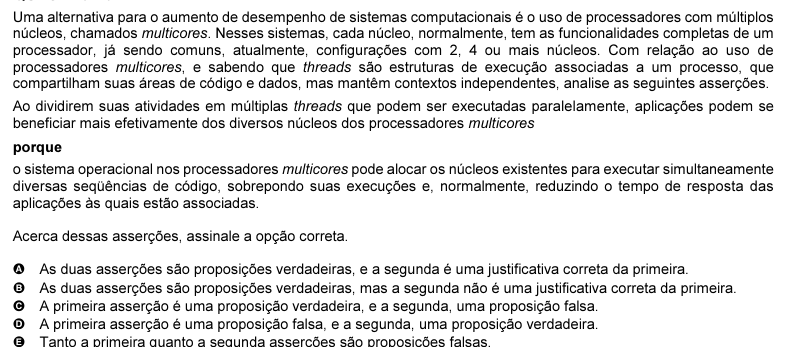 Uma alternativa para o aumento de desempenho de sistemas computacionais é o uso de processadores com múltiplos
núcleos, chamados multicores. Nesses sistemas, cada núcleo, normalmente, tem as funcionalidades completas de um
processador, já sendo comuns, atualmente, configurações com 2, 4 ou mais núcleos. Com relação ao uso de
processadores multicores, e sabendo que threads são estruturas de execução associadas a um processo, que
compartilham suas áreas de código e dados, mas mantêm contextos independentes, analise as seguintes asserções.
Ao dividirem suas atividades em múltiplas threads que podem ser executadas paralelamente, aplicações podem se
beneficiar mais efetivamente dos diversos núcleos dos processadores multicores
porque
o sistema operacional nos processadores multicores pode alocar os núcleos existentes para executar simultaneamente
diversas seqüências de código, sobrepondo suas execuções e, normalmente, reduzindo o tempo de resposta das
aplicações às quais estão associadas.
Acerca dessas asserções, assinale a opção correta.
A As duas asserções são proposições verdadeiras, e a segunda é uma justificativa correta da primeira.
B As duas asserções são proposições verdadeiras, mas a segunda não é uma justificativa correta da primeira.
C A primeira asserção é uma proposição verdadeira, e a segunda, uma proposição falsa.
D A primeira asserção é uma proposição falsa, e a segunda, uma proposição verdadeira.
E Tanto a primeira quanto a segunda asserções são proposições falsas.